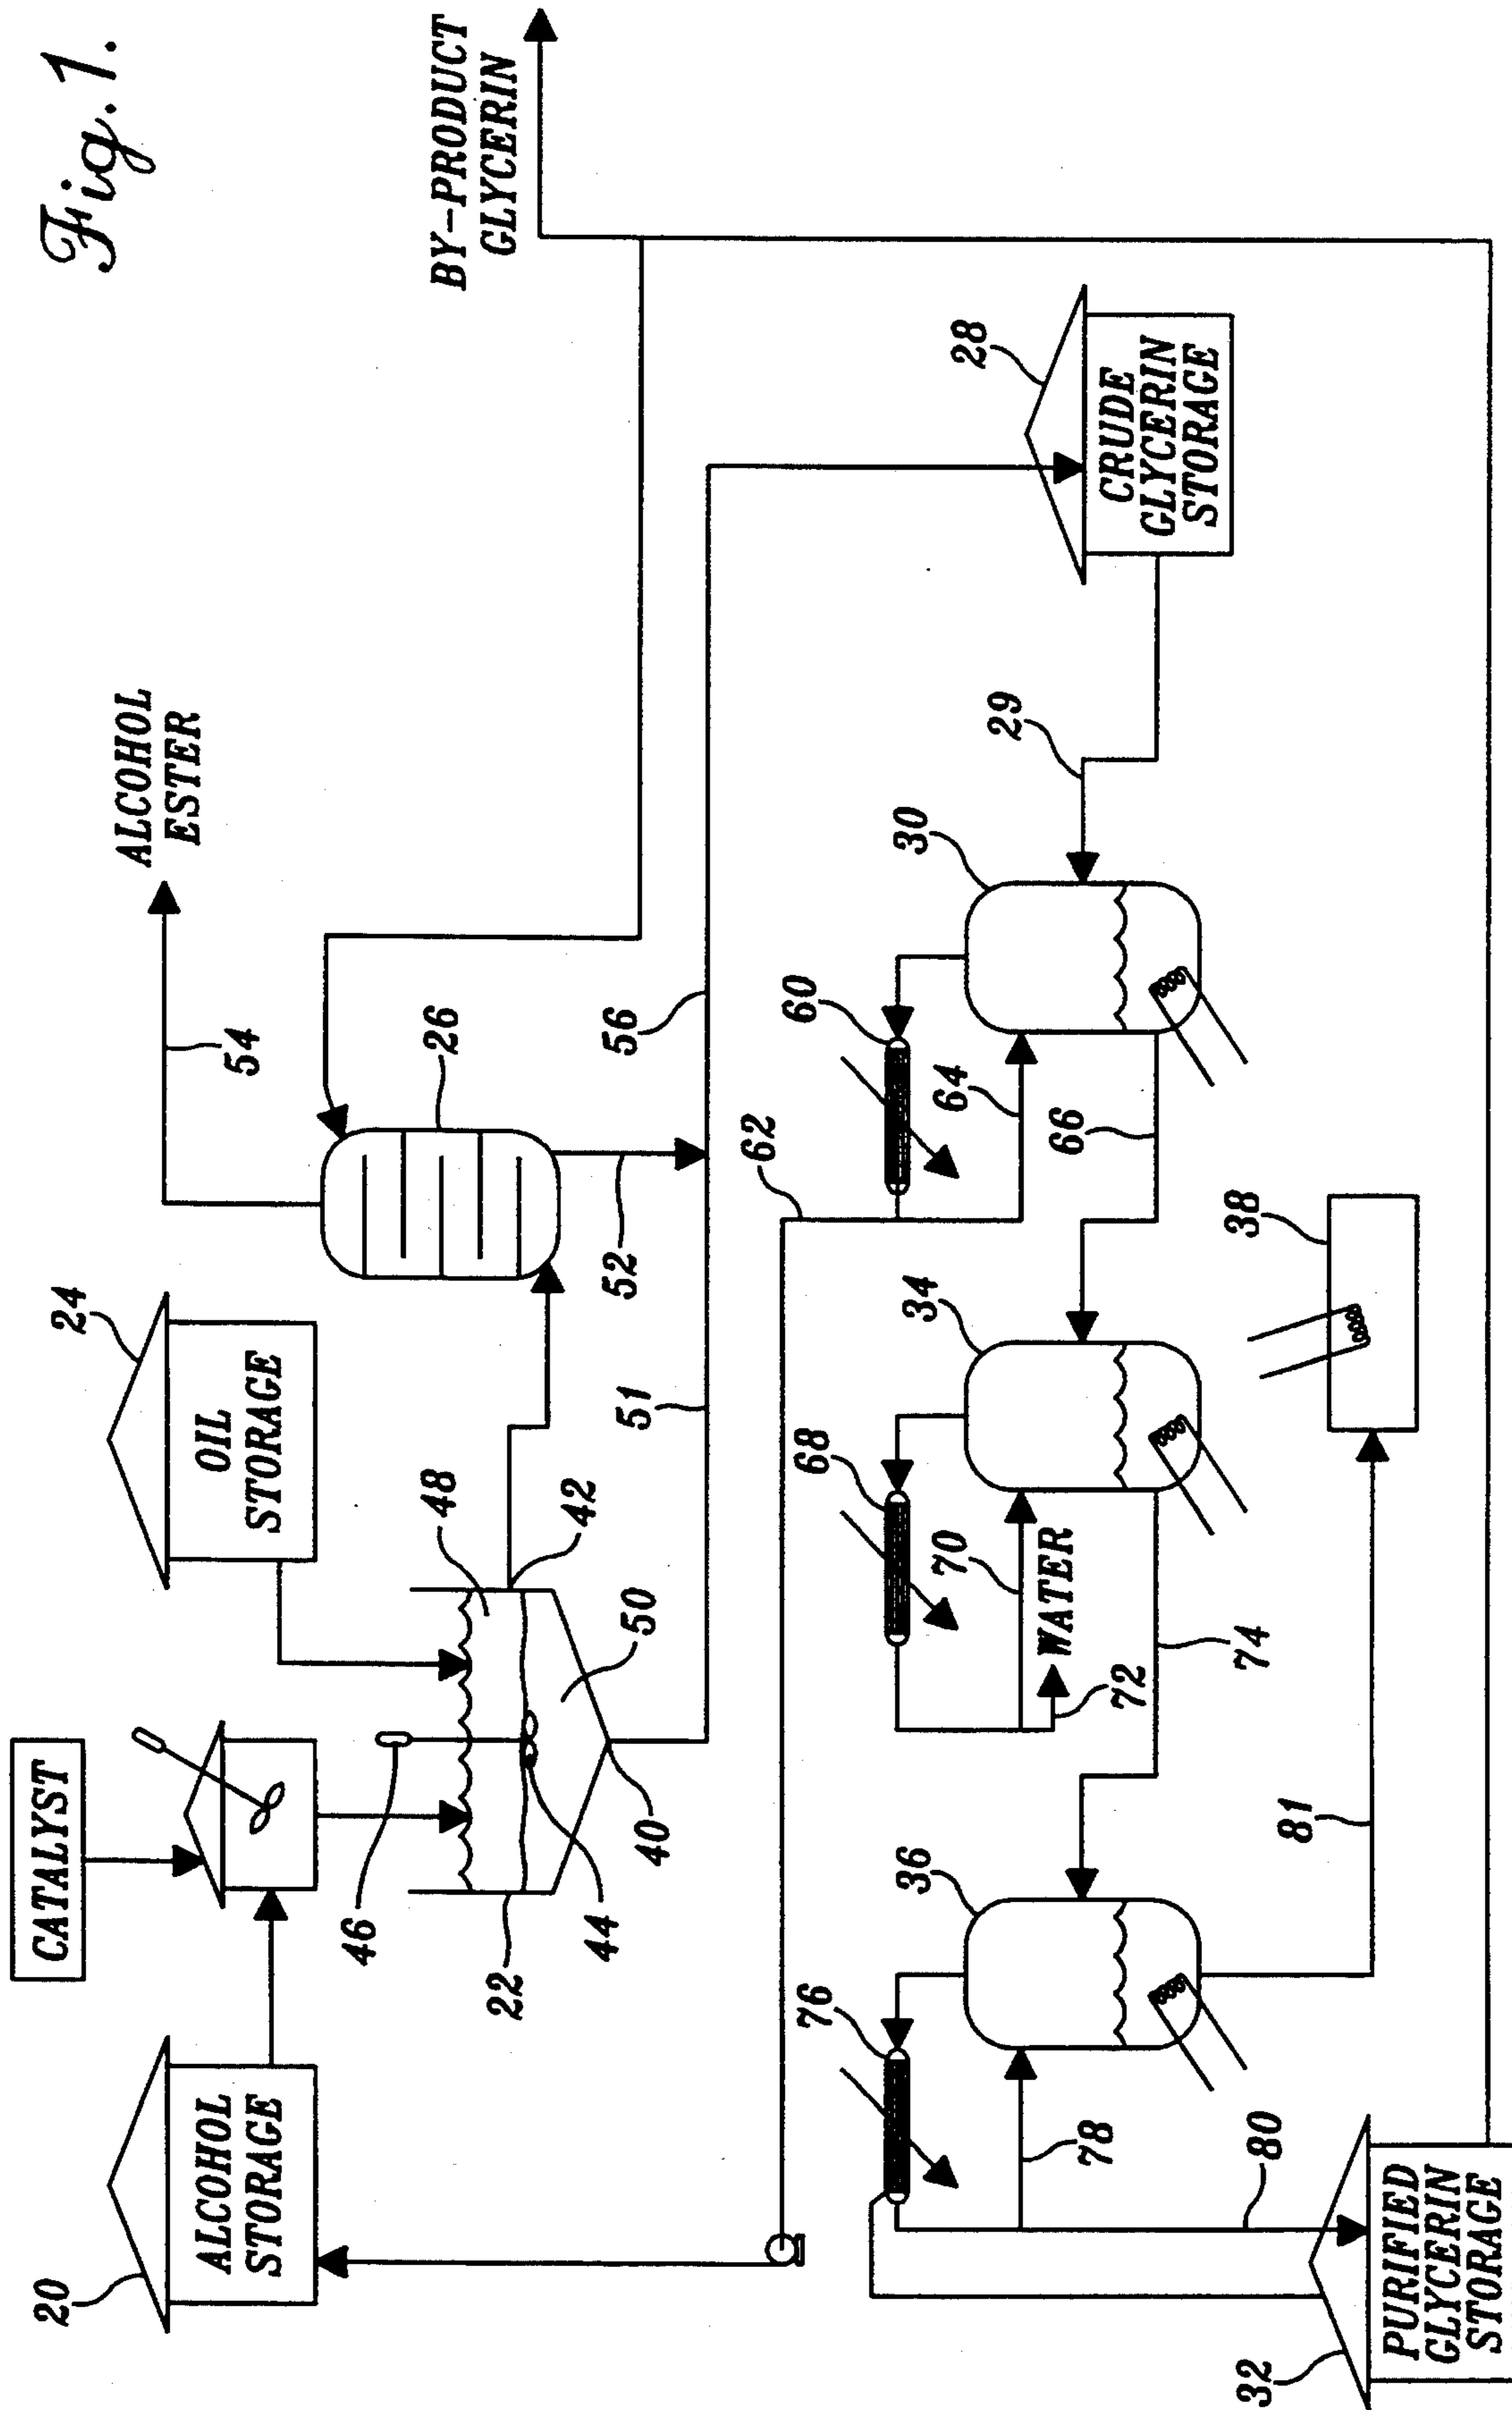 Fig. 1.
CATALYST
20
ALCOHOL
STORAGE
24
OIL
STORAGE
54
ALCOHOL
ESTER
46
48
22
44
40
50
42
26
52
51
56
BY-PRODUCT
GLYCERIN
62
76
36
78
80
68
34
70
WATER
72
74
60
30
64
66
29
28
CRUDE
GLYCERIN
STORAGE
32
PURIFIED
GLYCERIN
STORAGE
81
38